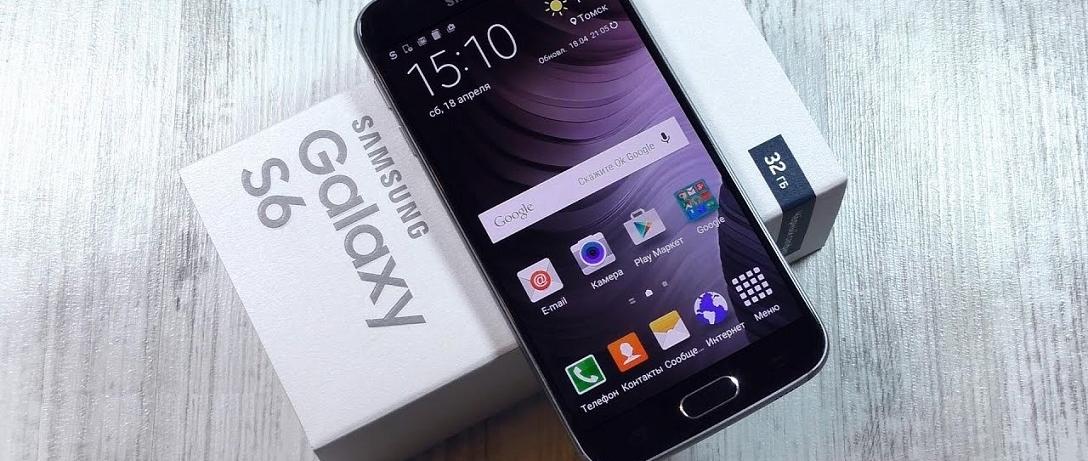 SAMSUNG
Galaxy
S6
15:10
сб, 18 апреля
Томск
Обновл. 18.04 21:05
Google
Скажите Ok Google
E-mail
Камера
Play Маркет
Google
Телефон
Контакты
Сообще...
Интернет
Меню
32 ГБ